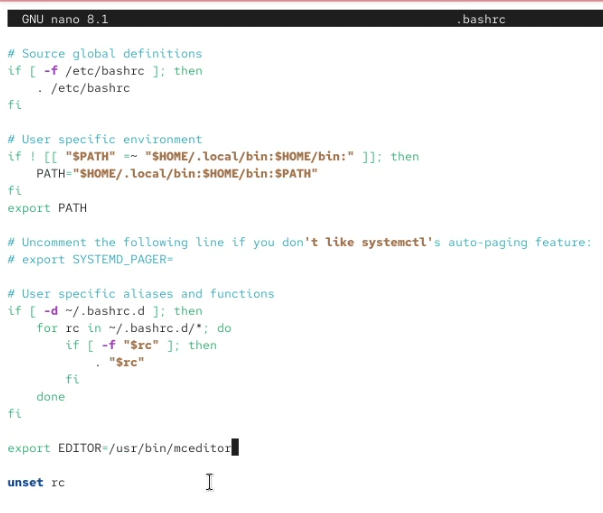 GNU nano 8.1 .bashrc
# Source global definitions
if [ -f /etc/bashrc ]; then
    . /etc/bashrc
fi
# User specific environment
if ! [[ "$PATH" =~ "$HOME/.local/bin:$HOME/bin:" ]]; then
    PATH="$HOME/.local/bin:$HOME/bin:$PATH"
fi
export PATH
# Uncomment the following line if you don't like systemctl's auto-paging feature:
# export SYSTEMD_PAGER=
# User specific aliases and functions
if [ -d ~/.bashrc.d ]; then
    for rc in ~/.bashrc.d/*; do
        if [ -f "$rc" ]; then
            . "$rc"
        fi
    done
fi
export EDITOR=/usr/bin/mceditor
unset rc